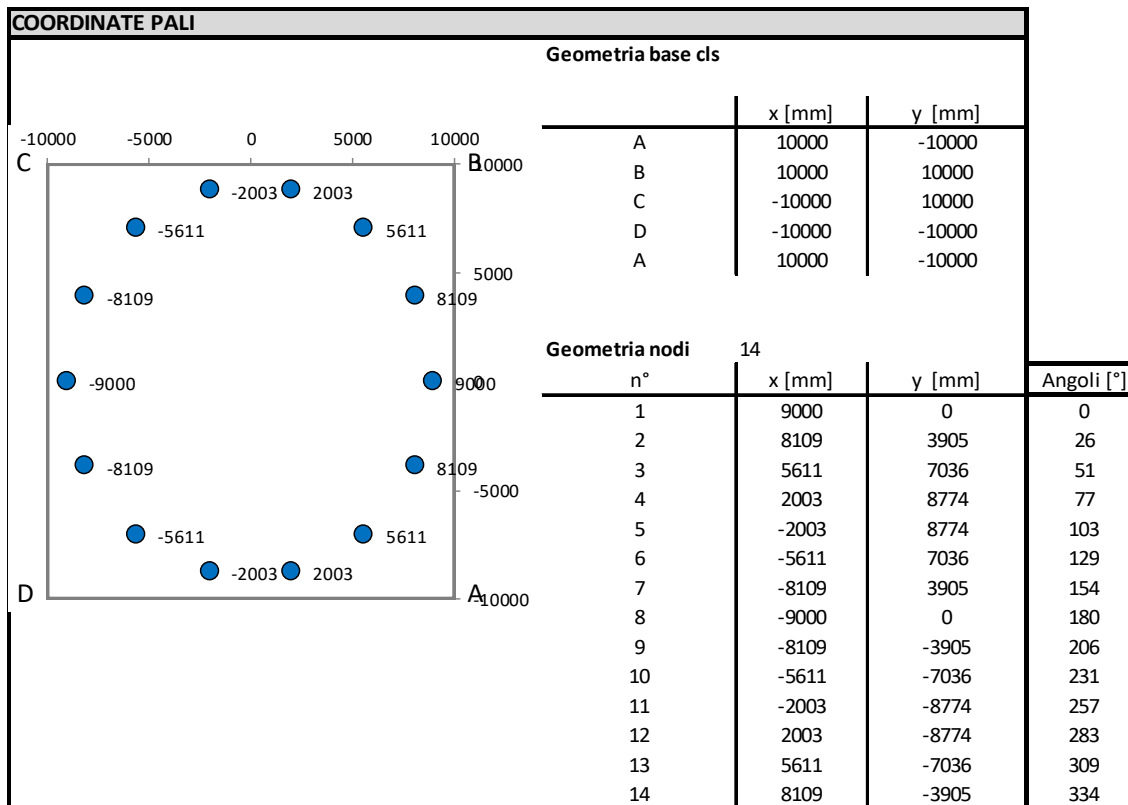 COORDINATE PALI
Geometria base cls
x [mm] y [mm]
A 10000 -10000
B 10000 10000
C -10000 10000
D -10000 -10000
A 10000 -10000
-10000 -5000 0 5000 10000
C B 10000
-2003 2003
-5611 5611
5000
-8109 8109
-9000 9000 0
-8109 8109
-5000
-5611 5611
-2003 2003
D A -10000
Geometria nodi 14
n° x [mm] y [mm] Angoli [°]
1 9000 0 0
2 8109 3905 26
3 5611 7036 51
4 2003 8774 77
5 -2003 8774 103
6 -5611 7036 129
7 -8109 3905 154
8 -9000 0 180
9 -8109 -3905 206
10 -5611 -7036 231
11 -2003 -8774 257
12 2003 -8774 283
13 5611 -7036 309
14 8109 -3905 334